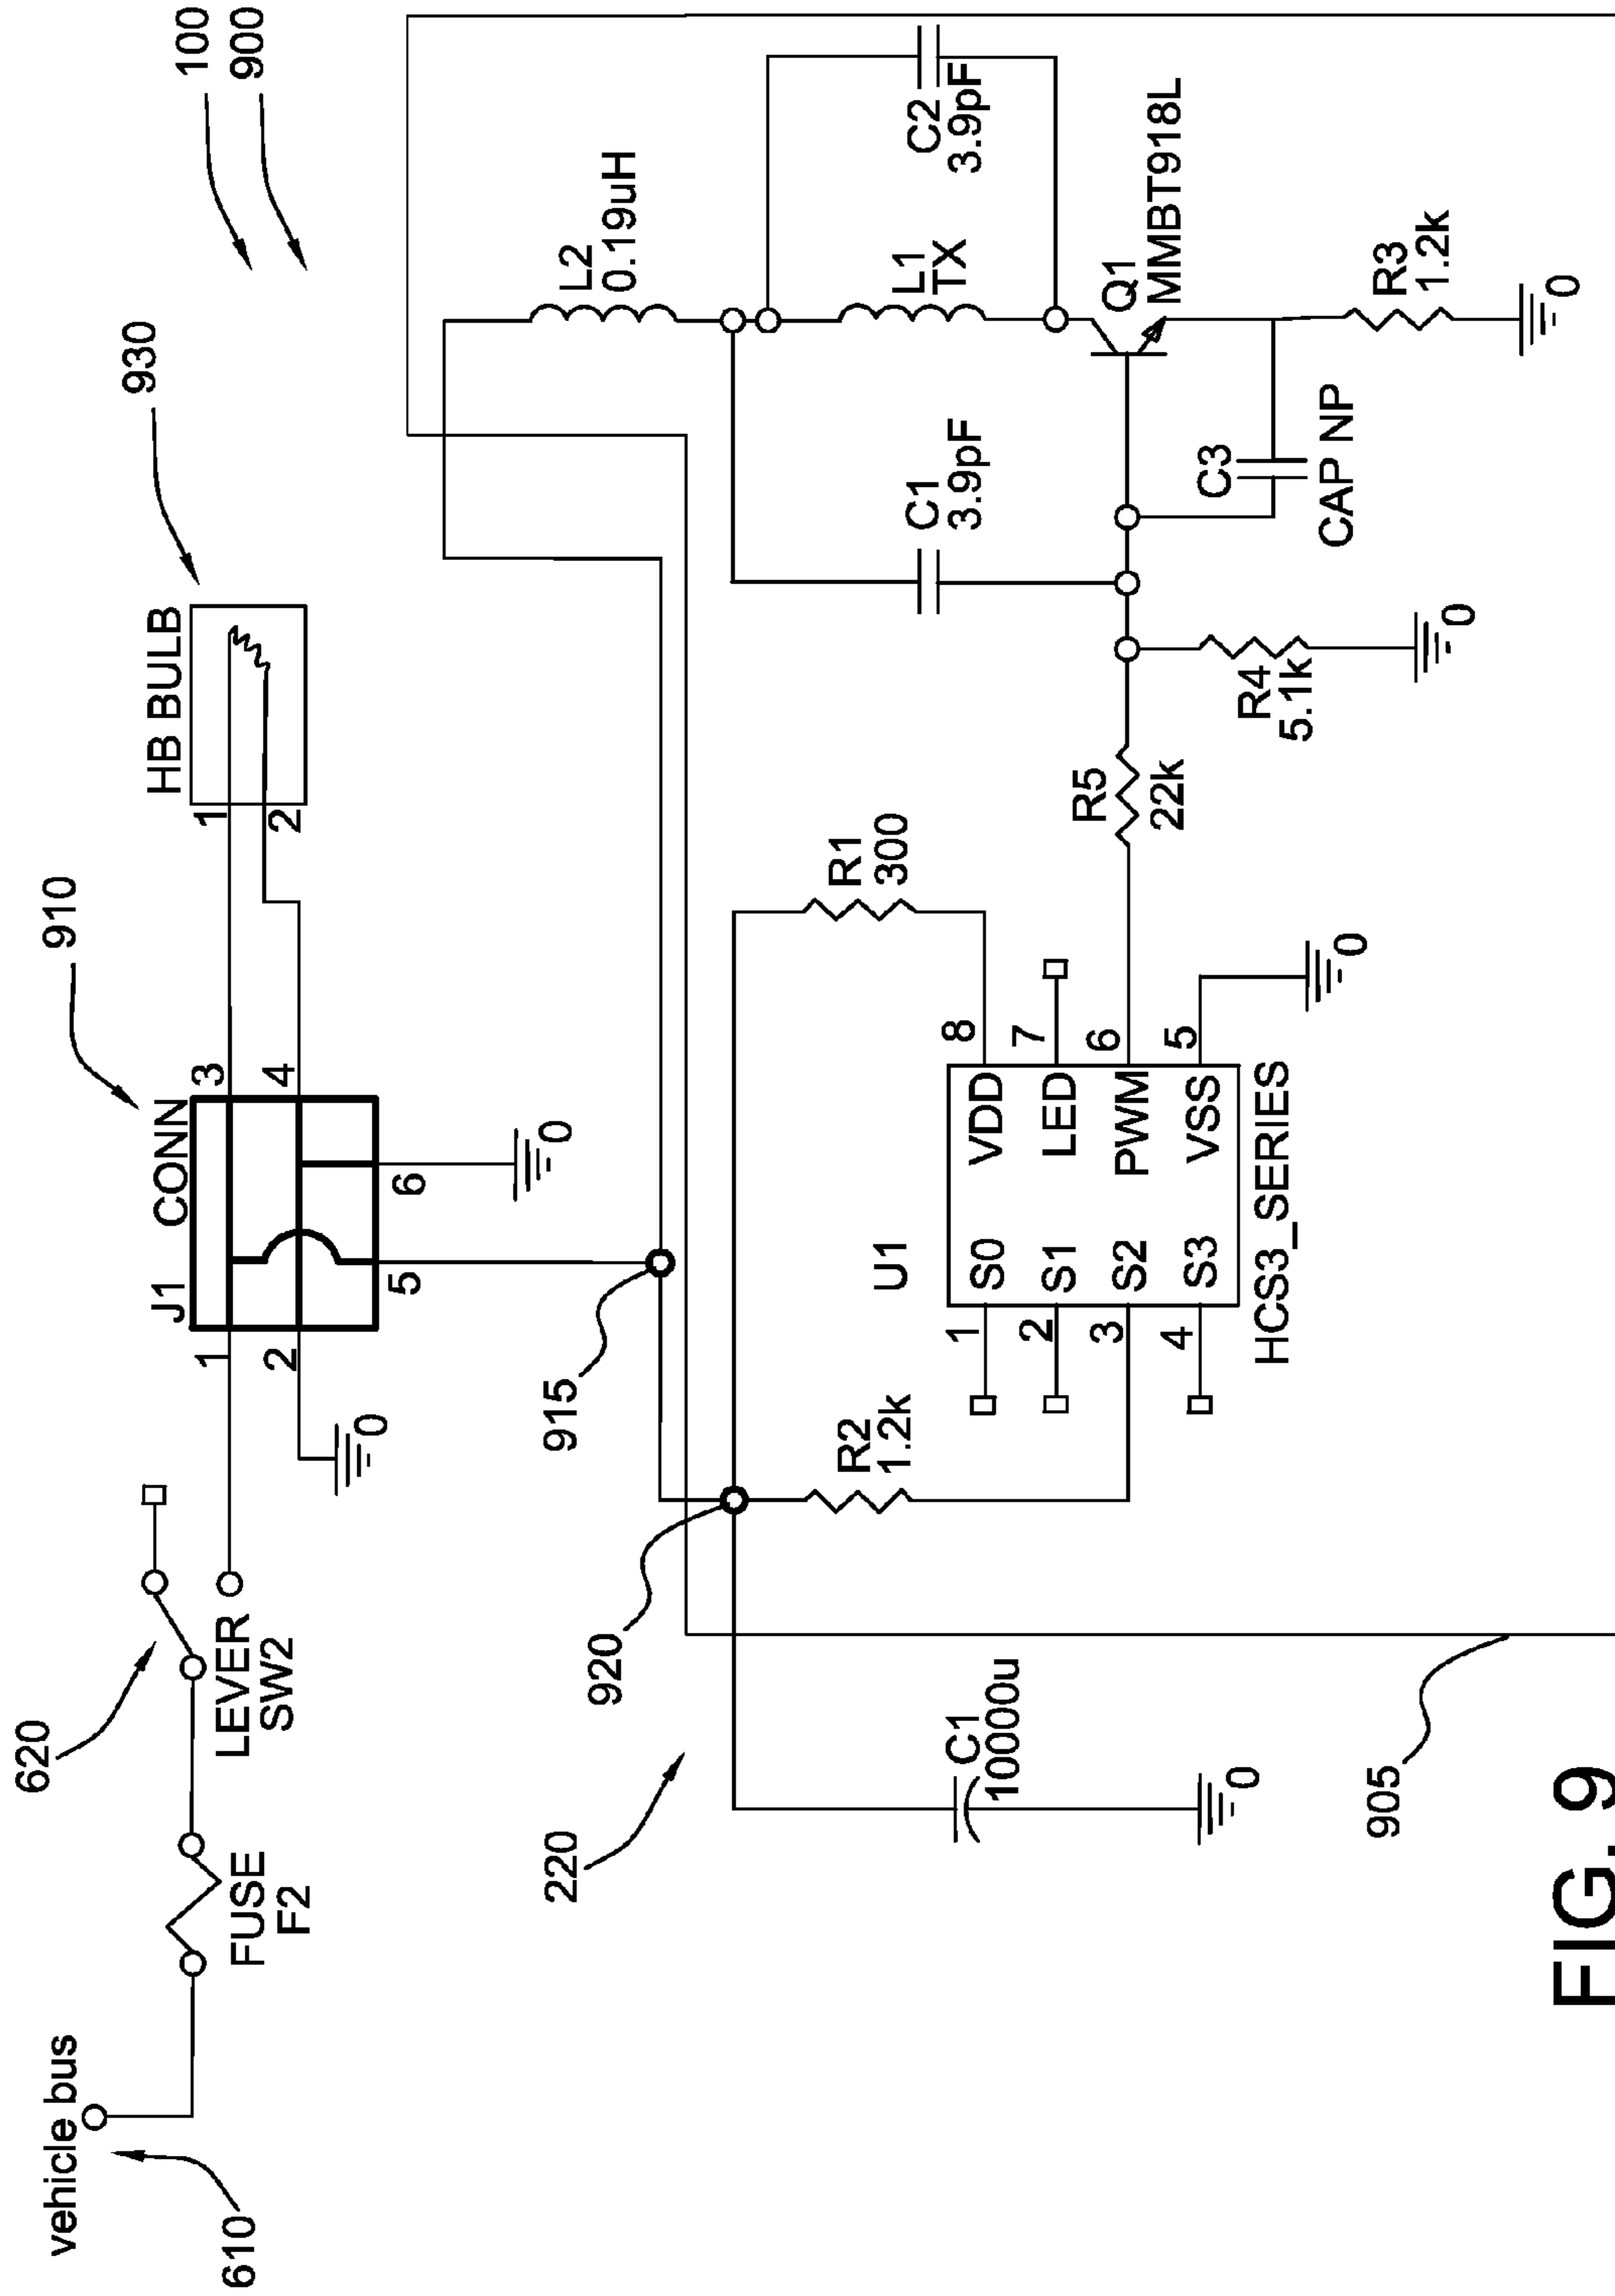 vehicle bus
610
FUSE
F2
620
LEVER
SW2
0
J1
CONN
1
2
3
4
5
6
0
910
HB BULB
1
2
930
100
900
915
920
220
C1
10000u
0
R2
1.2k
R1
300
U1
S0
S1
S2
S3
VDD
LED
PWM
VSS
1
2
3
4
8
7
6
5
HCS3_SERIES
0
R5
22k
R4
5.1k
0
C1
3.9pF
L2
0.19uH
L1
TX
C2
3.9pF
Q1
MMBT918L
C3
CAP NP
R3
1.2k
0
905
FIG. 9